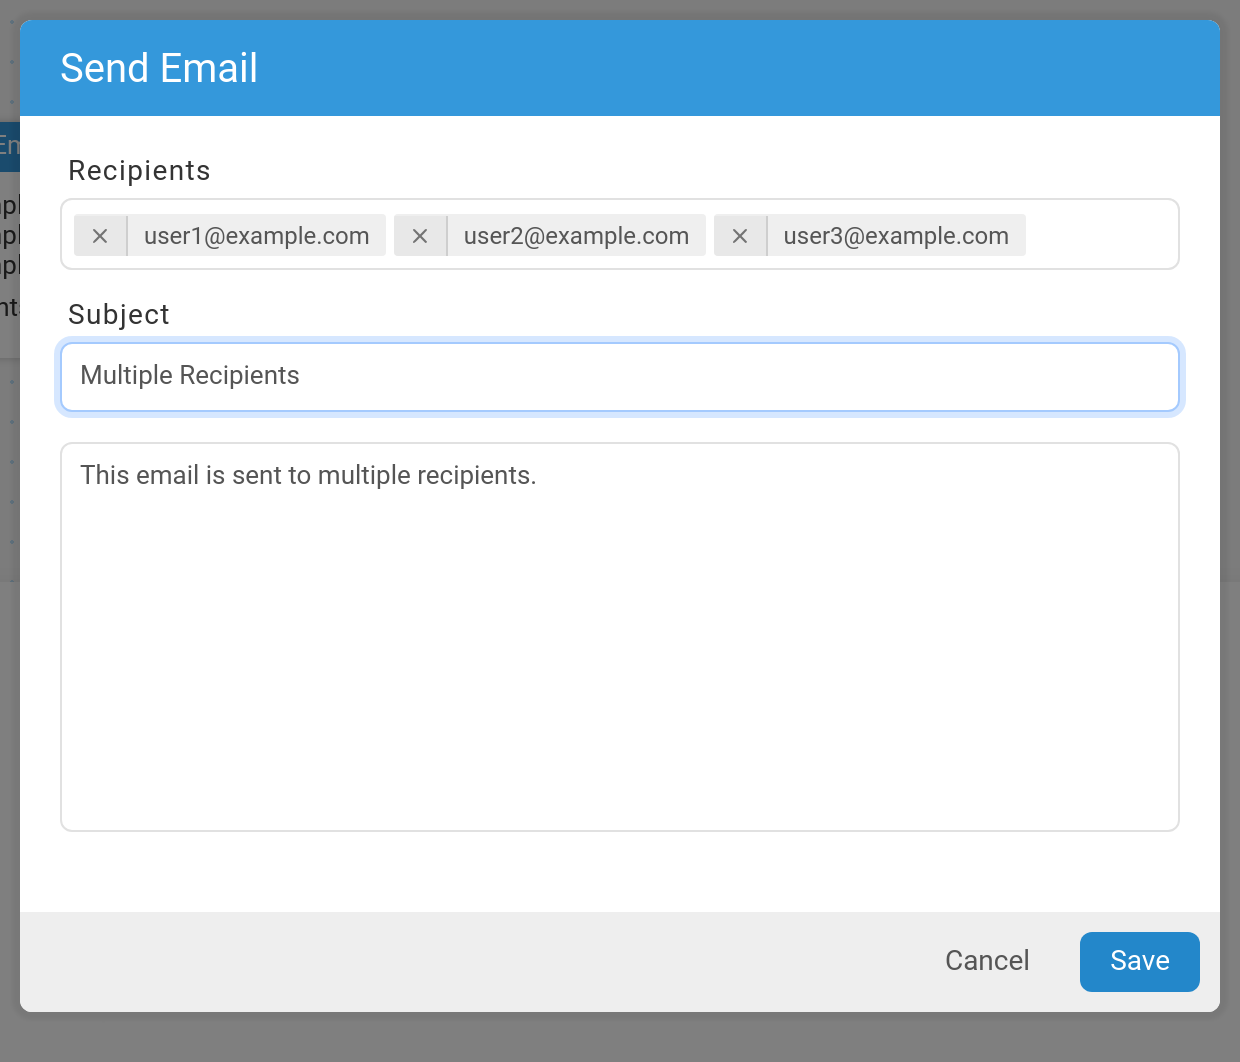 Send Email
Recipients
user1@example.com user2@example.com user3@example.com
Subject
Multiple Recipients
This email is sent to multiple recipients.
Cancel Save